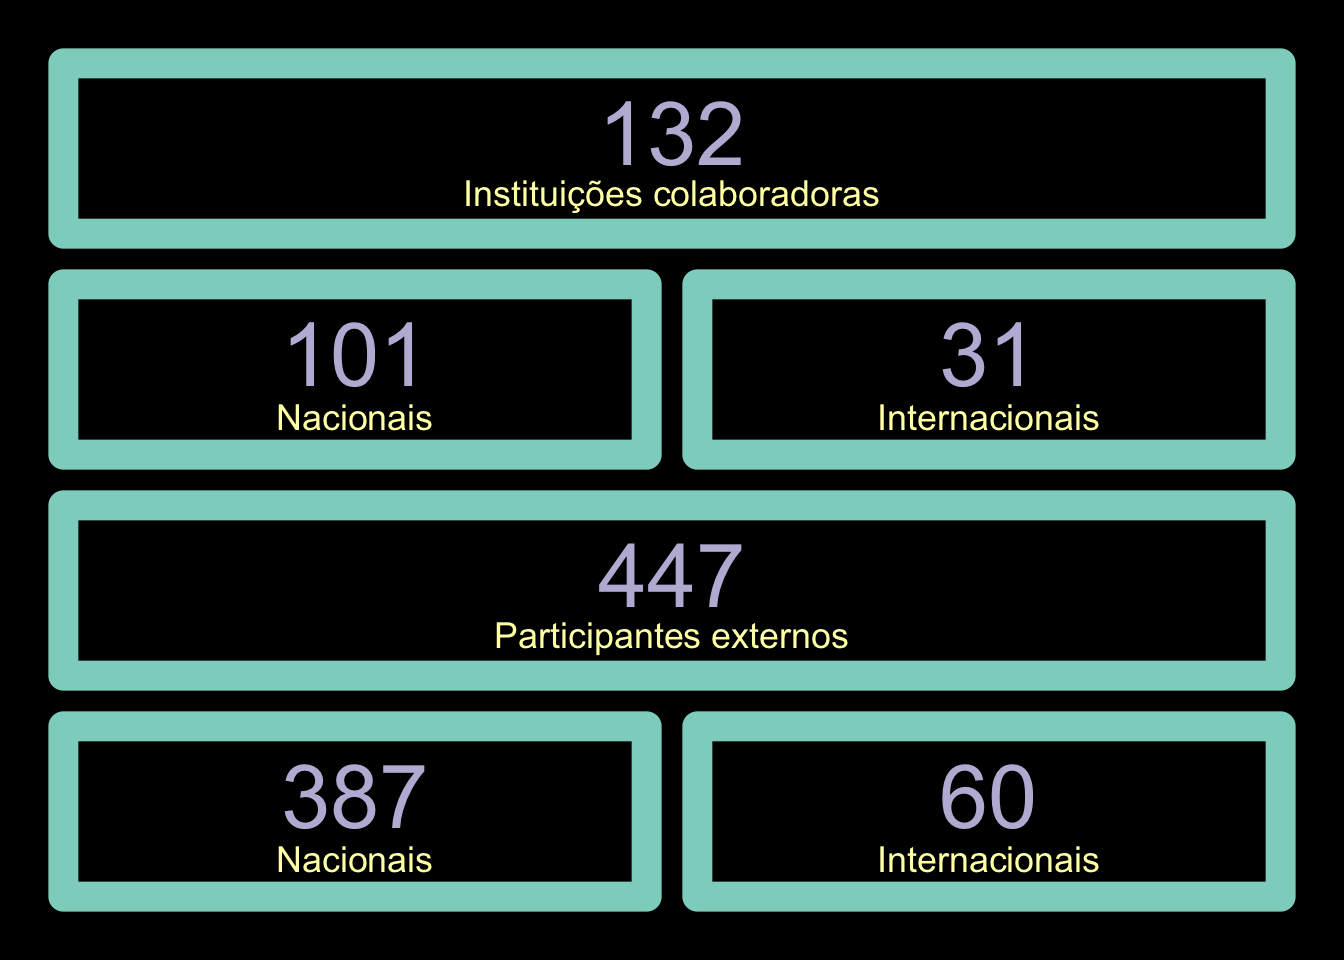 132
Instituições colaboradoras
101
Nacionais
31
Internacionais
447
Participantes externos
387
Nacionais
60
Internacionais